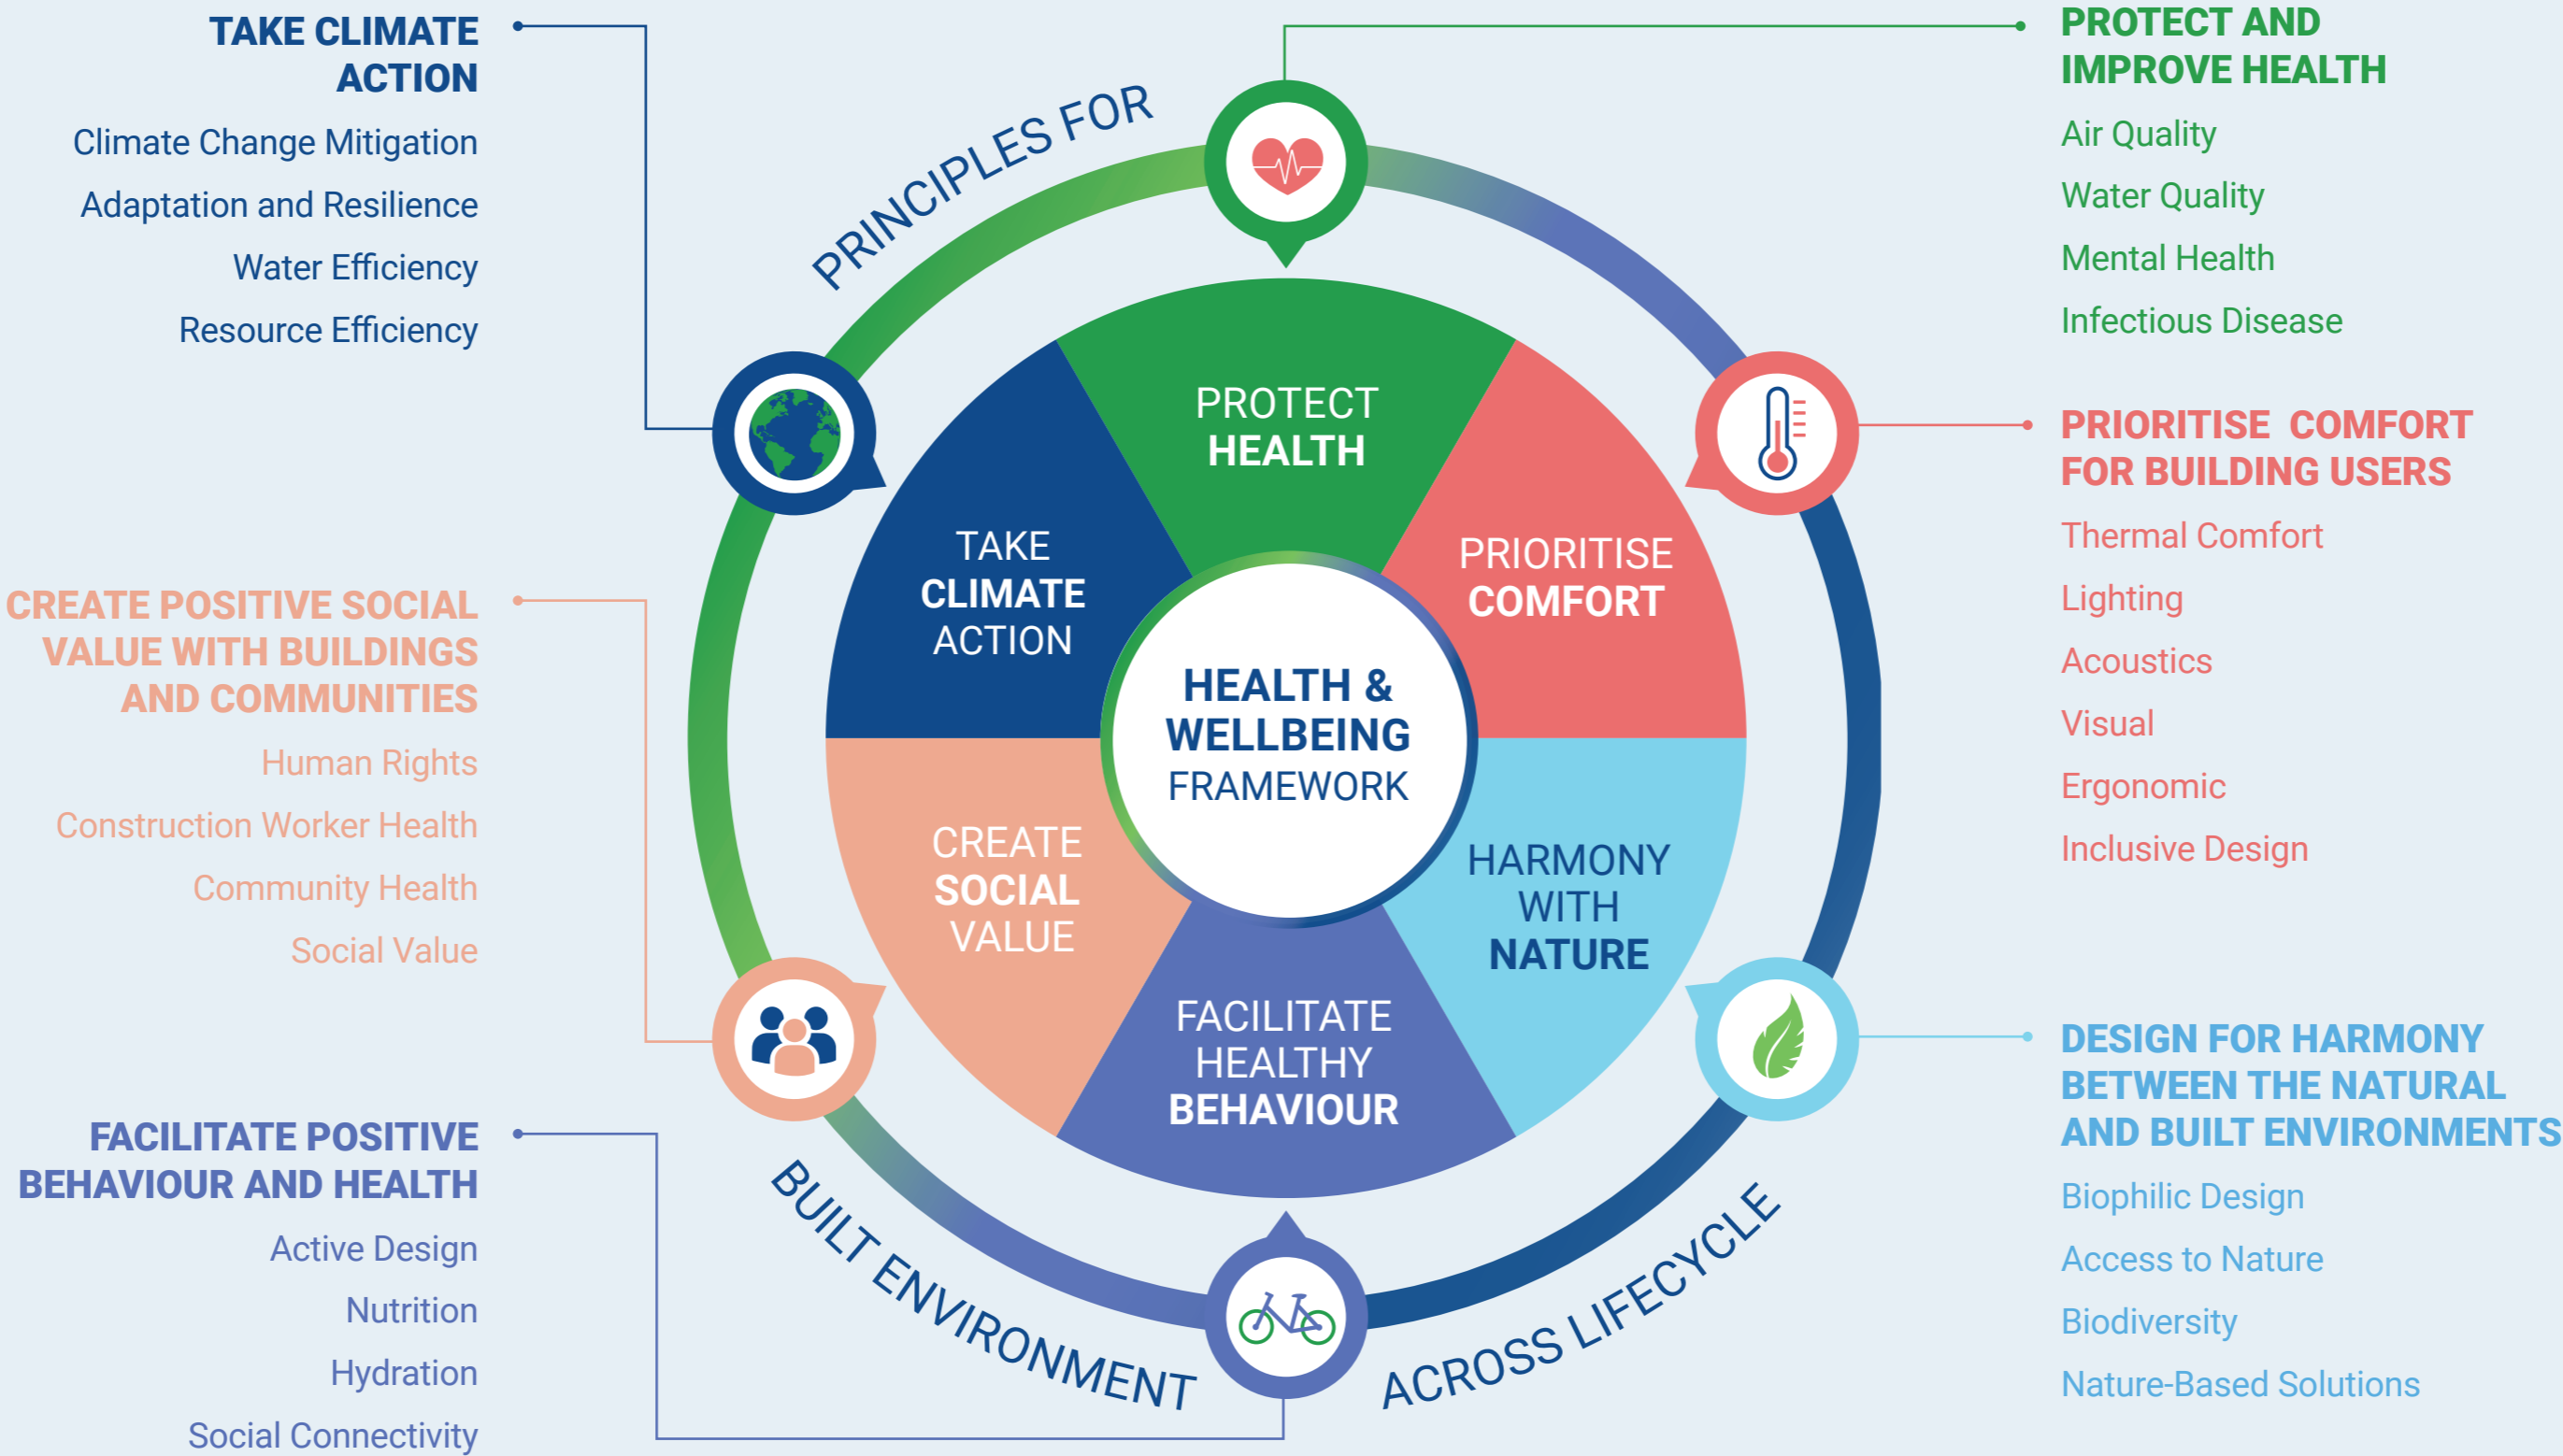 TAKE CLIMATE
ACTION
Climate Change Mitigation
Adaptation and Resilience
Water Efficiency
Resource Efficiency
CREATE POSITIVE SOCIAL
VALUE WITH BUILDINGS
AND COMMUNITIES
Human Rights
Construction Worker Health
Community Health
Social Value
FACILITATE POSITIVE
BEHAVIOUR AND HEALTH
Active Design
Nutrition
Hydration
Social Connectivity
PRINCIPLES FOR
BUILT ENVIRONMENT
ACROSS LIFECYCLE
PROTECT
HEALTH
PRIORITISE
COMFORT
HARMONY
WITH
NATURE
FACILITATE
HEALTHY
BEHAVIOUR
CREATE
SOCIAL
VALUE
TAKE
CLIMATE
ACTION
HEALTH &
WELLBEING
FRAMEWORK
PROTECT AND
IMPROVE HEALTH
Air Quality
Water Quality
Mental Health
Infectious Disease
PRIORITISE COMFORT
FOR BUILDING USERS
Thermal Comfort
Lighting
Acoustics
Visual
Ergonomic
Inclusive Design
DESIGN FOR HARMONY
BETWEEN THE NATURAL
AND BUILT ENVIRONMENTS
Biophilic Design
Access to Nature
Biodiversity
Nature-Based Solutions